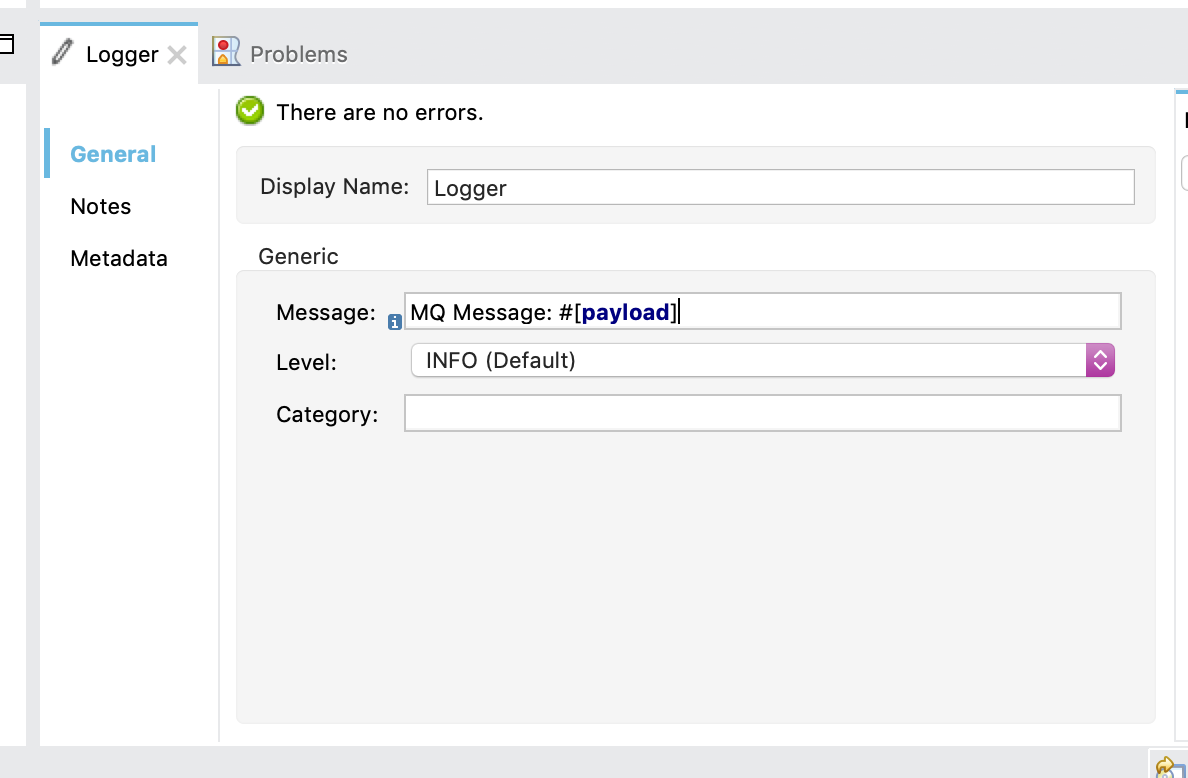 Logger
Problems
There are no errors.
General
Notes
Metadata
Display Name: Logger
Generic
Message: MQ Message: #[payload]
Level: INFO (Default)
Category: